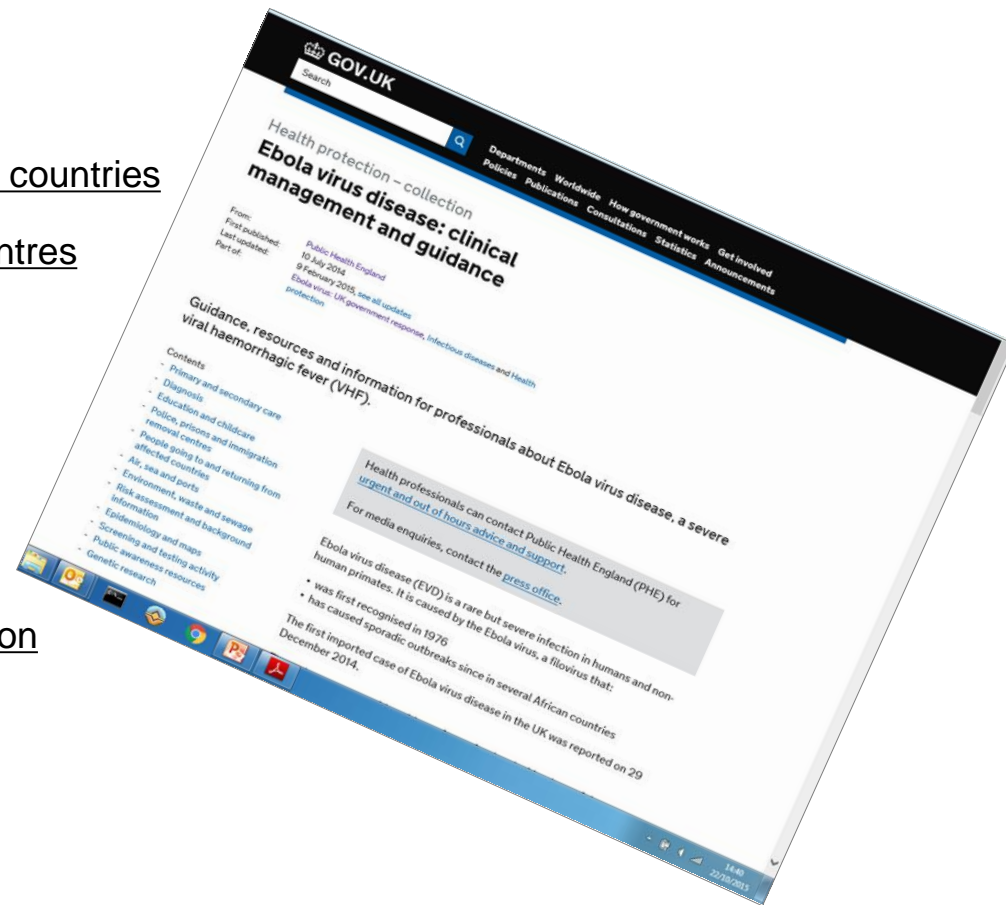 countries
ntres
on
GOV.UK
Search
Departments Worldwide How government works Get involved
Policies Publications Consultations Statistics Announcements
Health protection – collection
Ebola virus disease: clinical
management and guidance
From: Public Health England
First published: 10 July 2014
Last updated: 9 February 2015, see all updates
Part of: Ebola virus: UK government response, Infectious diseases and Health
protection
Guidance, resources and information for professionals about Ebola virus disease, a severe
viral haemorrhagic fever (VHF).
Contents
- Primary and secondary care
- Diagnosis
- Education and childcare
- Police, prisons and immigration
removal centres
- People going to and returning from
affected countries
- Air, sea and ports
- Environment, waste and sewage
- Risk assessment and background
information
- Epidemiology and maps
- Screening and testing activity
- Public awareness resources
- Genetic research
Health professionals can contact Public Health England (PHE) for
urgent and out of hours advice and support.
For media enquiries, contact the press office.
Ebola virus disease (EVD) is a rare but severe infection in humans and non-
human primates. It is caused by the Ebola virus, a filovirus that:
• was first recognised in 1976
• has caused sporadic outbreaks since in several African countries
The first imported case of Ebola virus disease in the UK was reported on 29
December 2014.
14:40
22/10/2015